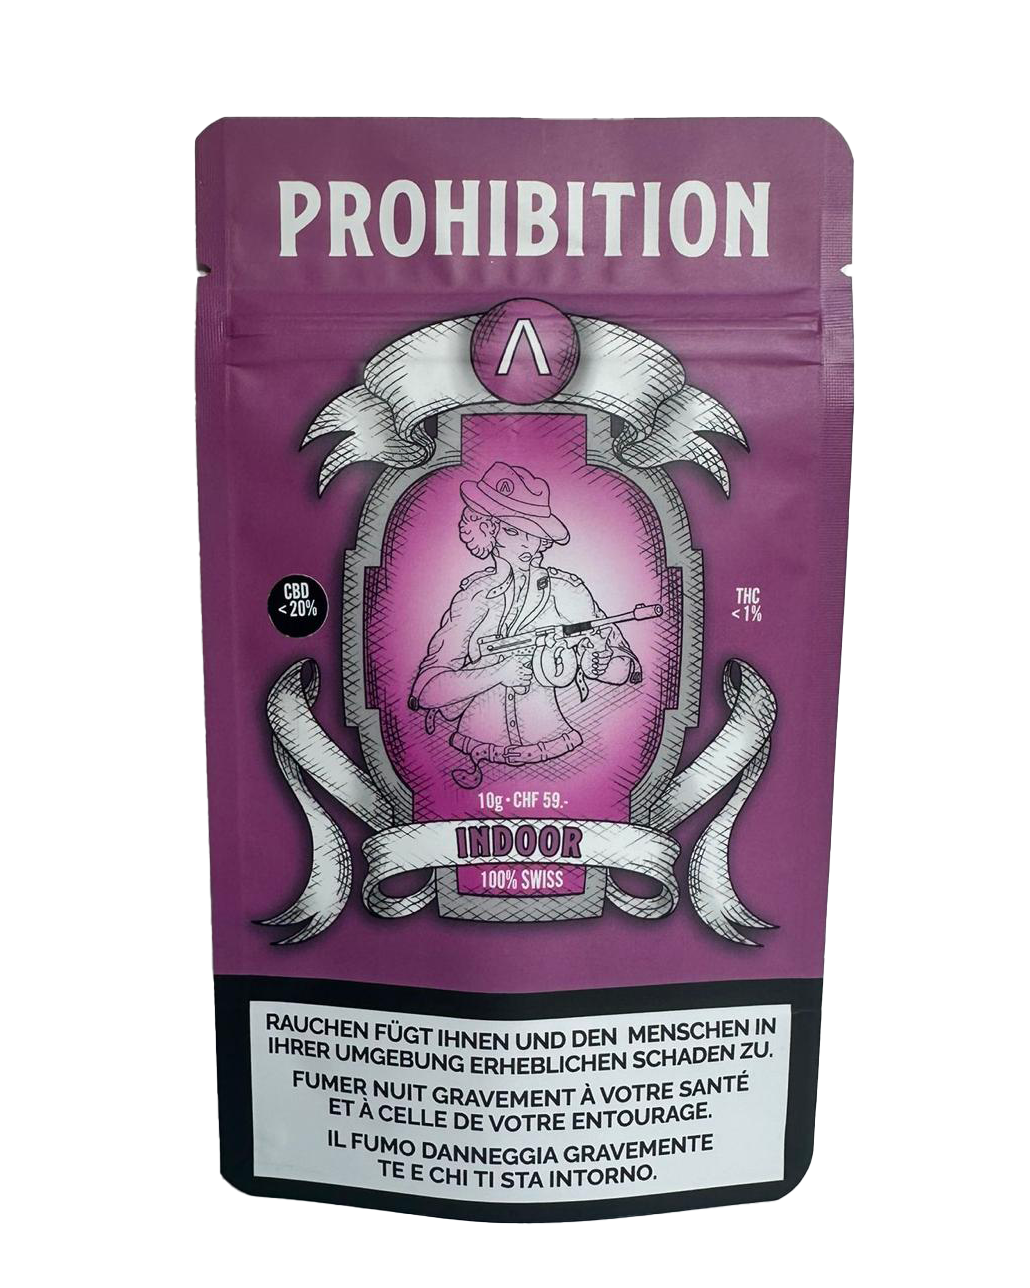 PROHIBITION
Λ
CBD
< 20%
THC
< 1%
10g · CHF 59.-
INDOOR
100% SWISS
RAUCHEN FÜGT IHNEN UND DEN MENSCHEN IN
IHRER UMGEBUNG ERHEBLICHEN SCHADEN ZU.
FUMER NUIT GRAVEMENT À VOTRE SANTÉ
ET À CELLE DE VOTRE ENTOURAGE.
IL FUMO DANNEGGIA GRAVEMENTE
TE E CHI TI STA INTORNO.